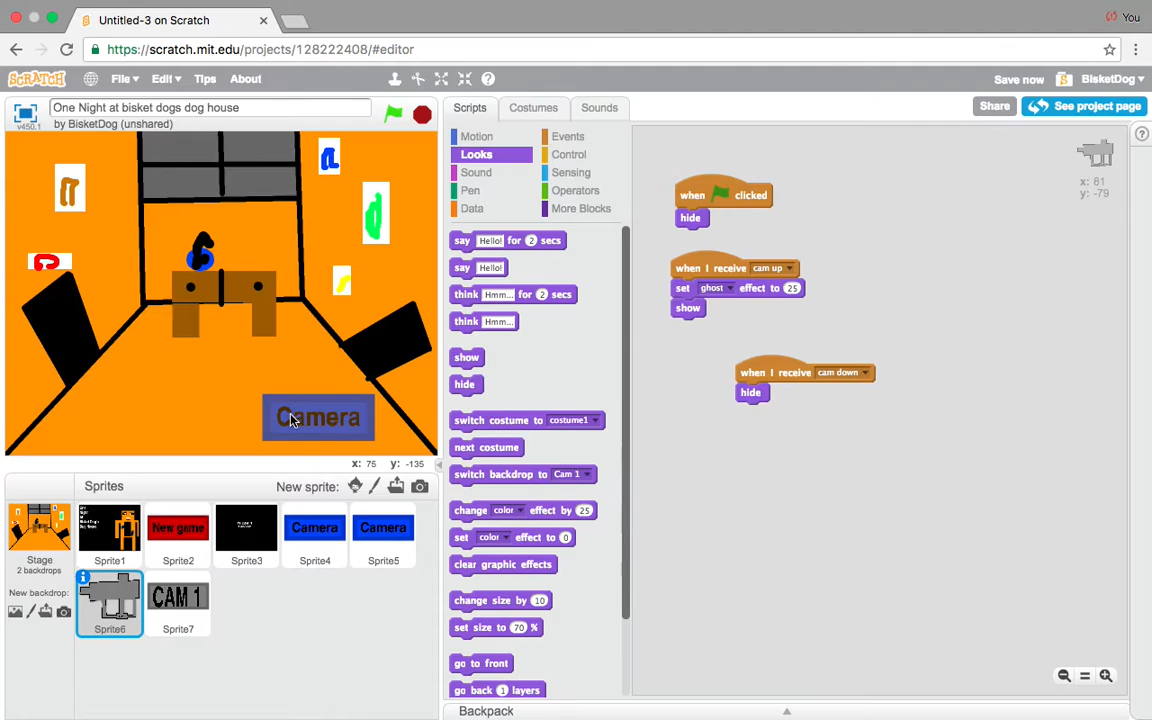 Untitled-3 on Scratch
You
https://scratch.mit.edu/projects/128222408/#editor
SCRATCH File Edit Tips About Save now BisketDog
One Night at bisket dogs dog house
by BisketDog (unshared)
v450.1
Scripts Costumes Sounds
Share See project page
Motion Events
Looks Control
Sound Sensing
Pen Operators
Data More Blocks
say Hello! for 2 secs
say Hello!
think Hmm... for 2 secs
think Hmm...
show
hide
switch costume to costume1
next costume
switch backdrop to Cam 1
change color effect by 25
set color effect to 0
clear graphic effects
change size by 10
set size to 70 %
go to front
go back 1 layers
when clicked
hide
when I receive cam up
set ghost effect to 25
show
when I receive cam down
hide
x: 81
y: -79
Camera
x: 75 y: -135
Sprites New sprite:
Stage
2 backdrops
New backdrop:
Sprite1
New game
Sprite2
Sprite3
Camera
Sprite4
Camera
Sprite5
Sprite6
CAM 1
Sprite7
Backpack